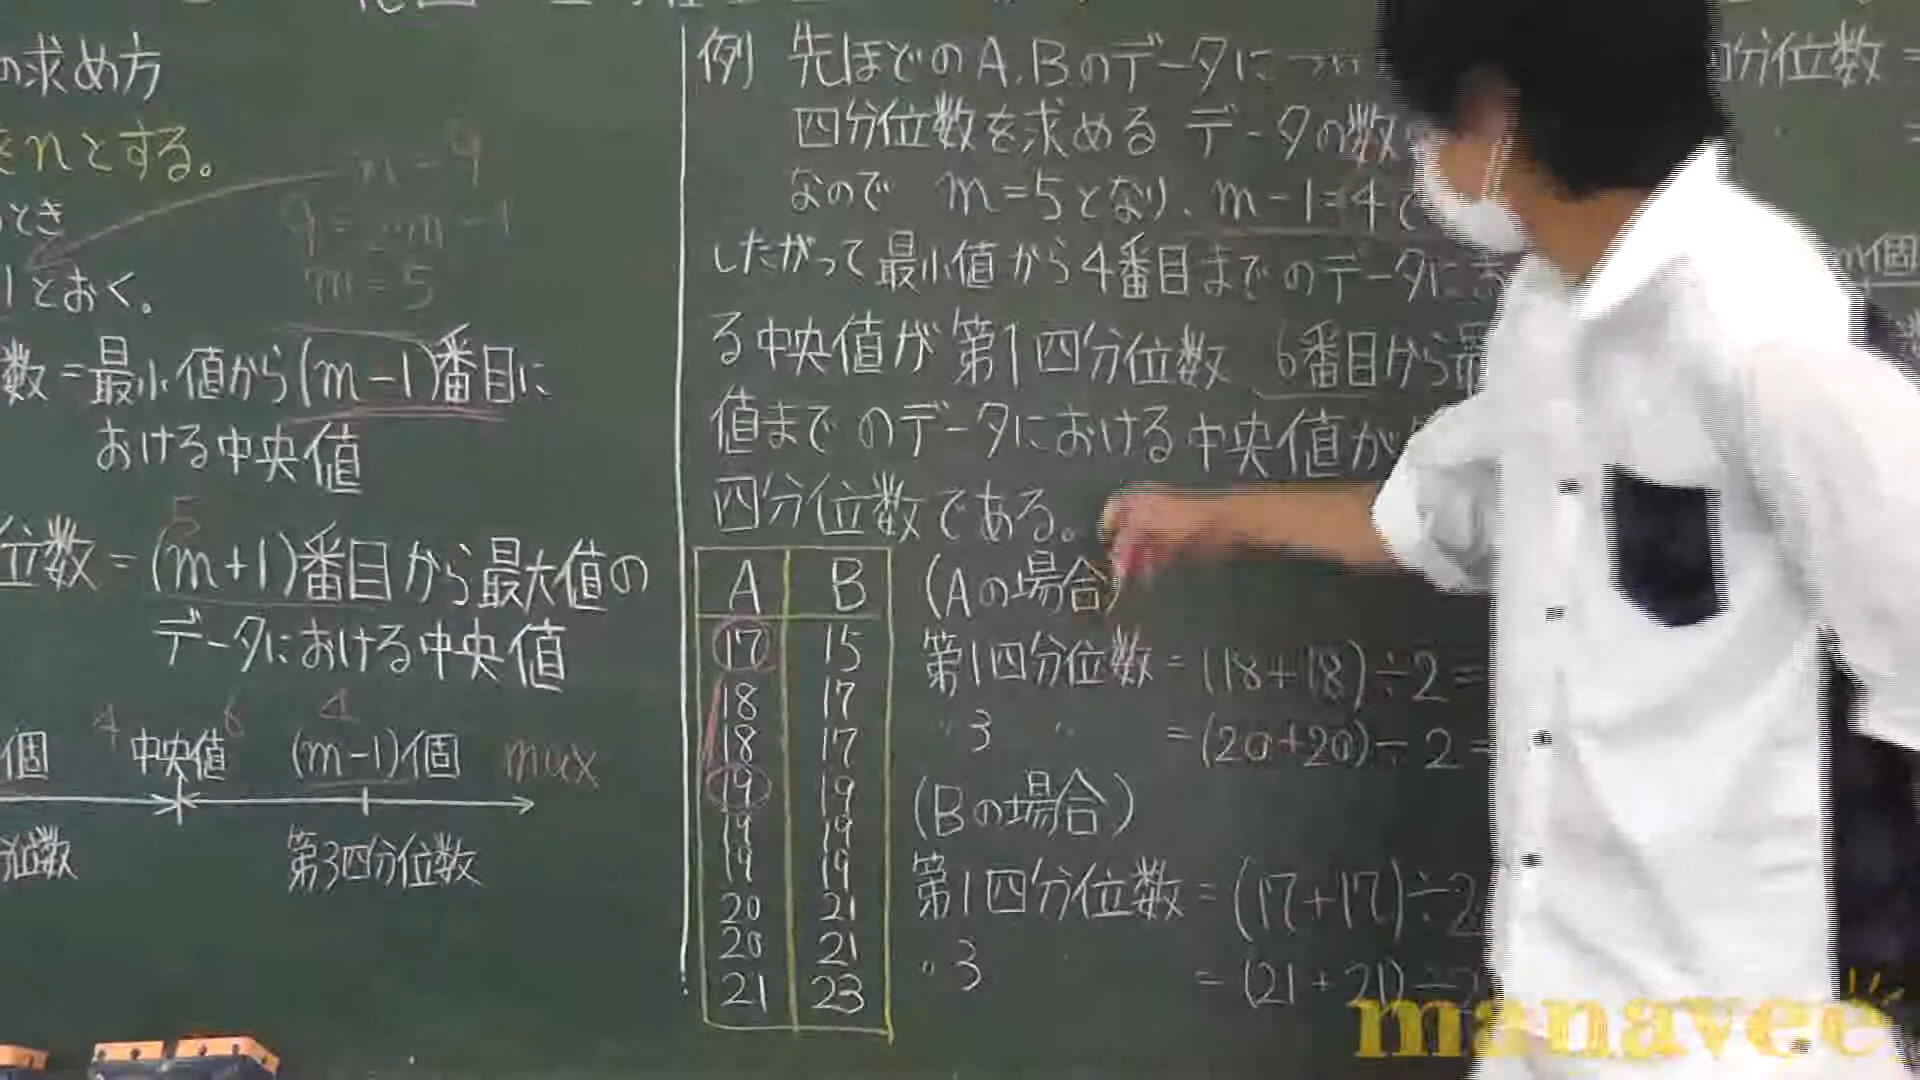 の求め方
をnとする。
のとき
1とおく。
m-9
9=2m-1
m=5
数=最小値から(m-1)番目に
おける中央値
5
位数=(m+1)番目から最大値の
データにおける中央値
個 4 中央値 6 (m-1)個 4 max
分位数 第3四分位数
例 先ほどのA.Bのデータにつ
四分位数を求める データの数
なので m=5となり、m-1=4で
したがって最小値から4番目までのデータに
る中央値が第1四分位数 6番目から最
値までのデータにおける中央値が
四分位数である。
A B
17 15
18 17
18 17
19 19
19 19
19 19
20 21
20 21
21 23
(Aの場合)
第1四分位数=(18+18)÷2=
〃3〃=(20+20)÷2=
(Bの場合)
第1四分位数=(17+17)÷2
〃3 =(21+21)÷2
四分位数=
m個
manavee